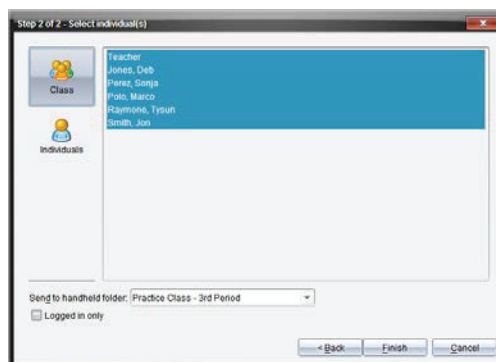 Step 2 of 2 - Select individual(s)
Class
Individuals
Teacher
Jones, Deb
Perez, Sonja
Polo, Marco
Raymone, Tysun
Smith, Jon
Send to handheld folder: Practice Class - 3rd Period
Logged in only
< Back Finish Cancel